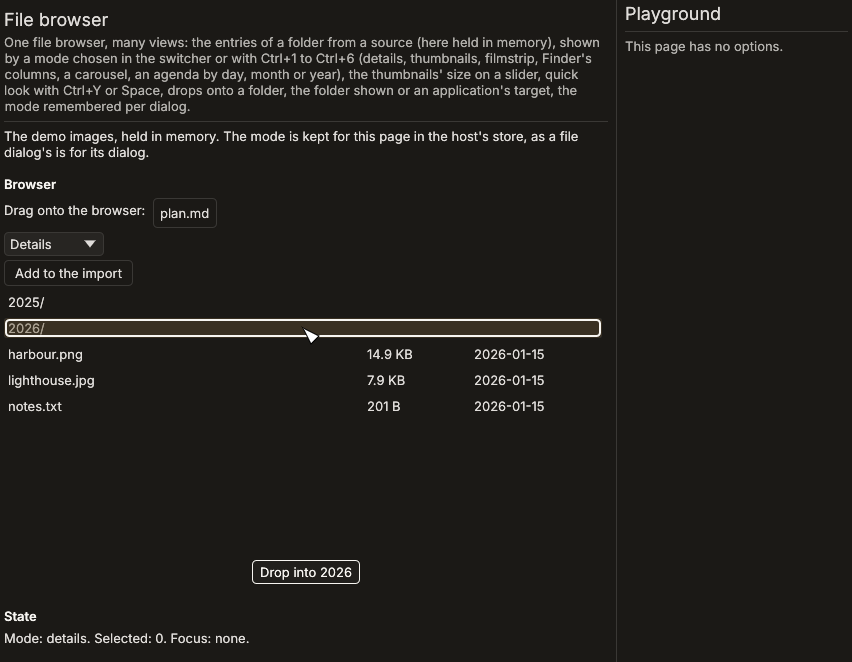 File browser
One file browser, many views: the entries of a folder from a source (here held in memory), shown
by a mode chosen in the switcher or with Ctrl+1 to Ctrl+6 (details, thumbnails, filmstrip, Finder's
columns, a carousel, an agenda by day, month or year), the thumbnails' size on a slider, quick
look with Ctrl+Y or Space, drops onto a folder, the folder shown or an application's target, the
mode remembered per dialog.
The demo images, held in memory. The mode is kept for this page in the host's store, as a file
dialog's is for its dialog.
Browser
Drag onto the browser: plan.md
Details
Add to the import
2025/
2026/
harbour.png 14.9 KB 2026-01-15
lighthouse.jpg 7.9 KB 2026-01-15
notes.txt 201 B 2026-01-15
Drop into 2026
State
Mode: details. Selected: 0. Focus: none.
Playground
This page has no options.